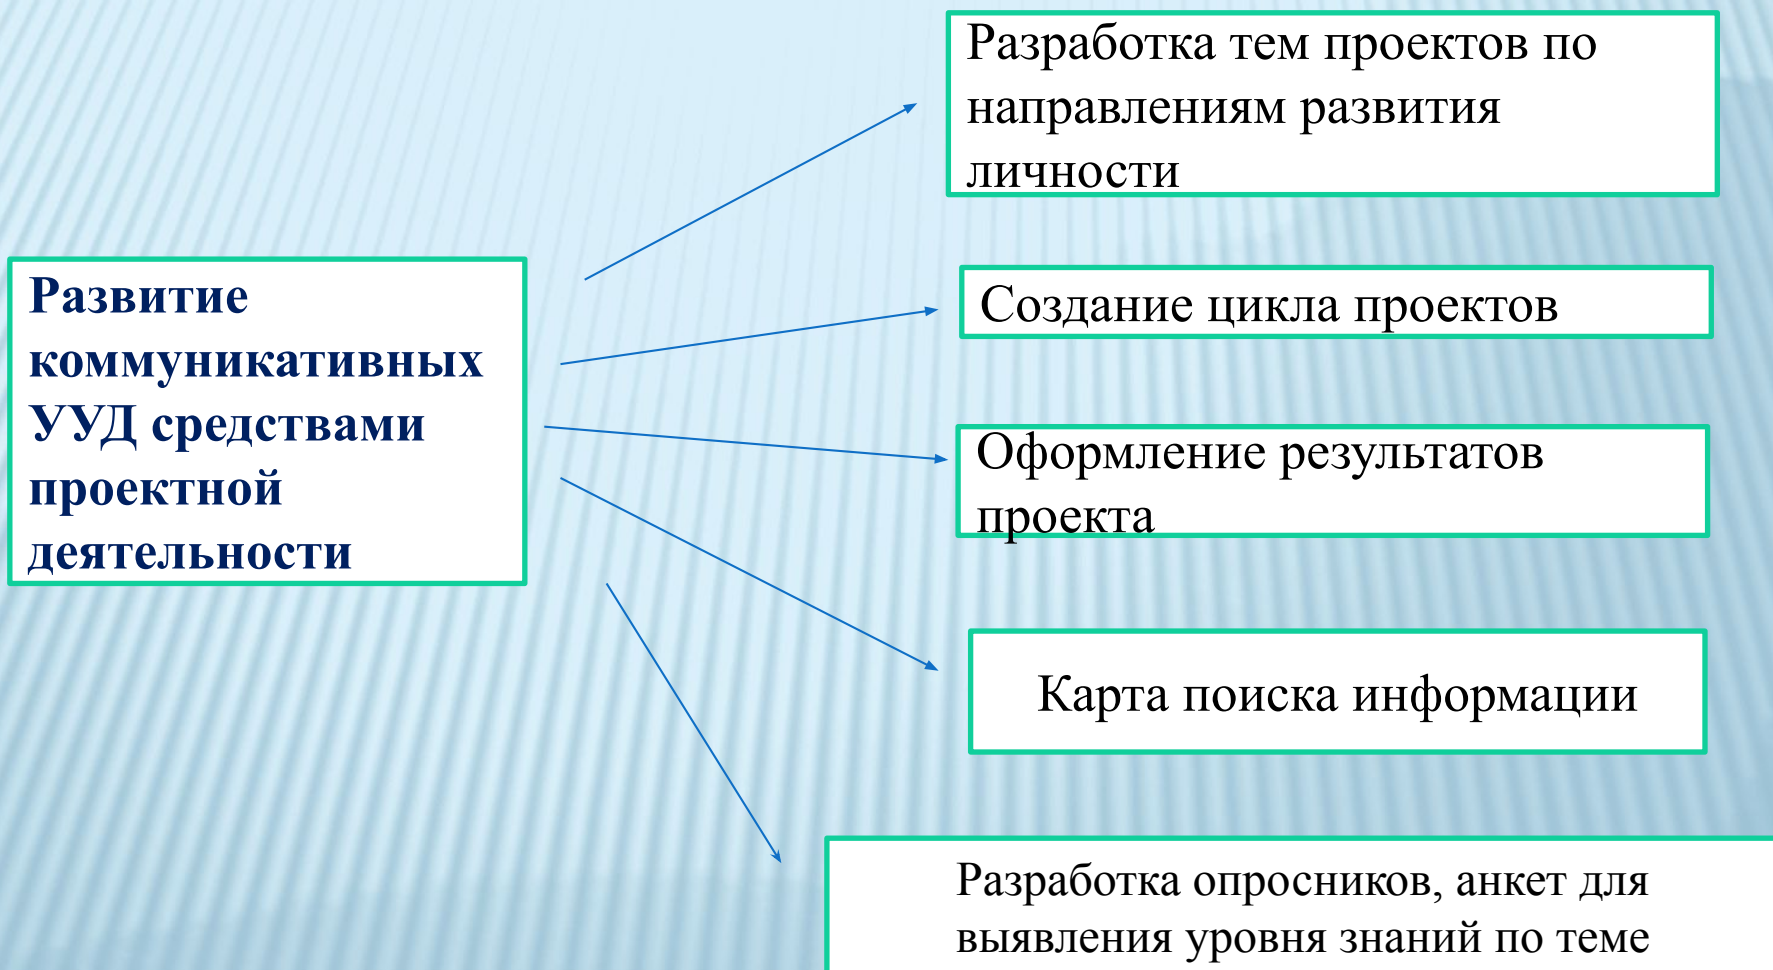 Разработка тем проектов по
направлениям развития
личности
Развитие
коммуникативных
УУД средствами
проектной
деятельности
Создание цикла проектов
Оформление результатов
проекта
Карта поиска информации
Разработка опросников, анкет для
выявления уровня знаний по теме